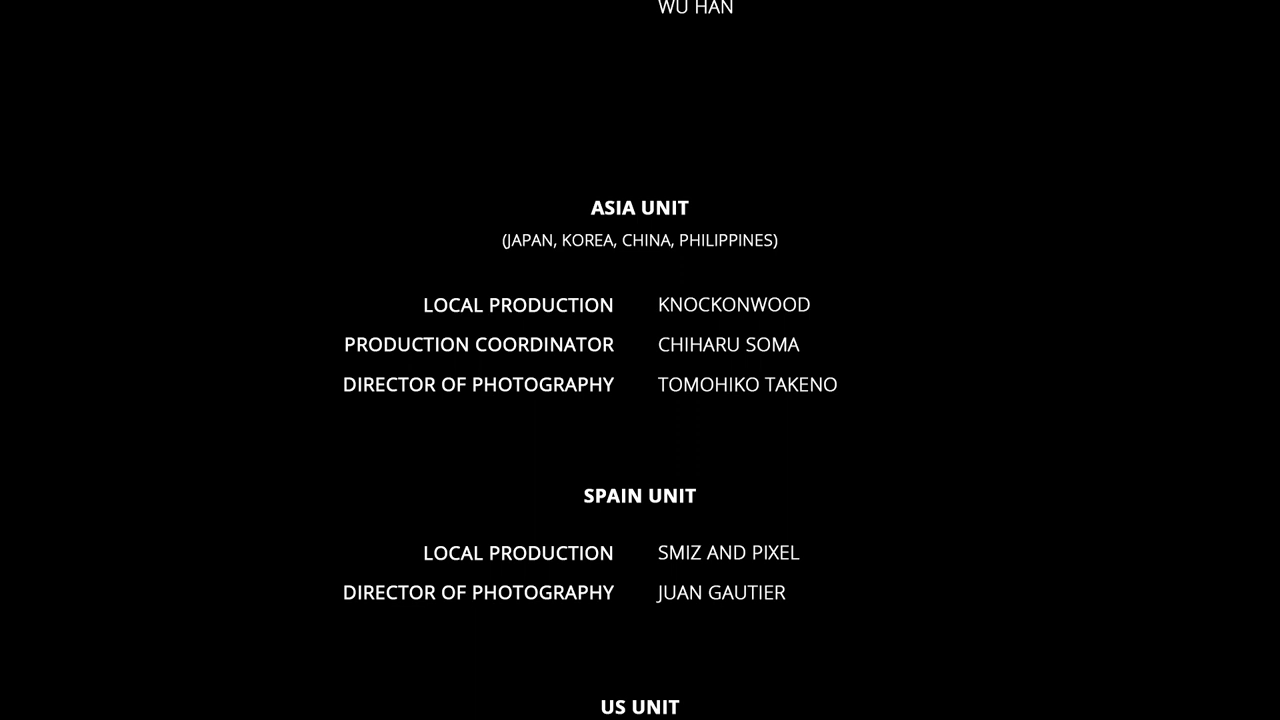 WU HAN
ASIA UNIT
(JAPAN, KOREA, CHINA, PHILIPPINES)
LOCAL PRODUCTION KNOCKONWOOD
PRODUCTION COORDINATOR CHIHARU SOMA
DIRECTOR OF PHOTOGRAPHY TOMOHIKO TAKENO
SPAIN UNIT
LOCAL PRODUCTION SMIZ AND PIXEL
DIRECTOR OF PHOTOGRAPHY JUAN GAUTIER
US UNIT